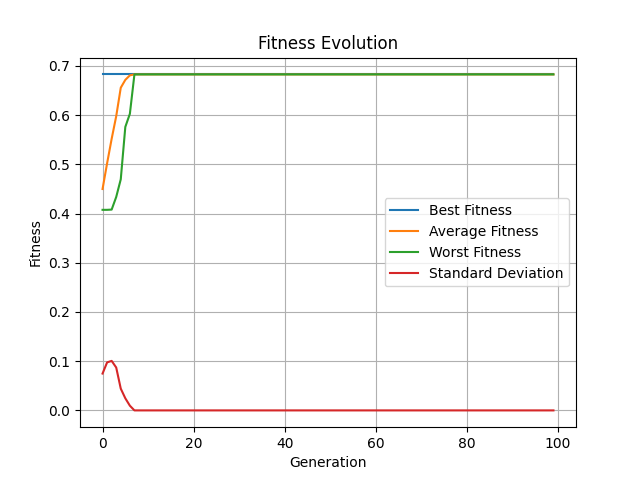 Fitness Evolution
Fitness
0.7
0.6
0.5
0.4
0.3
0.2
0.1
0.0
Best Fitness
Average Fitness
Worst Fitness
Standard Deviation
0 20 40 60 80 100
Generation